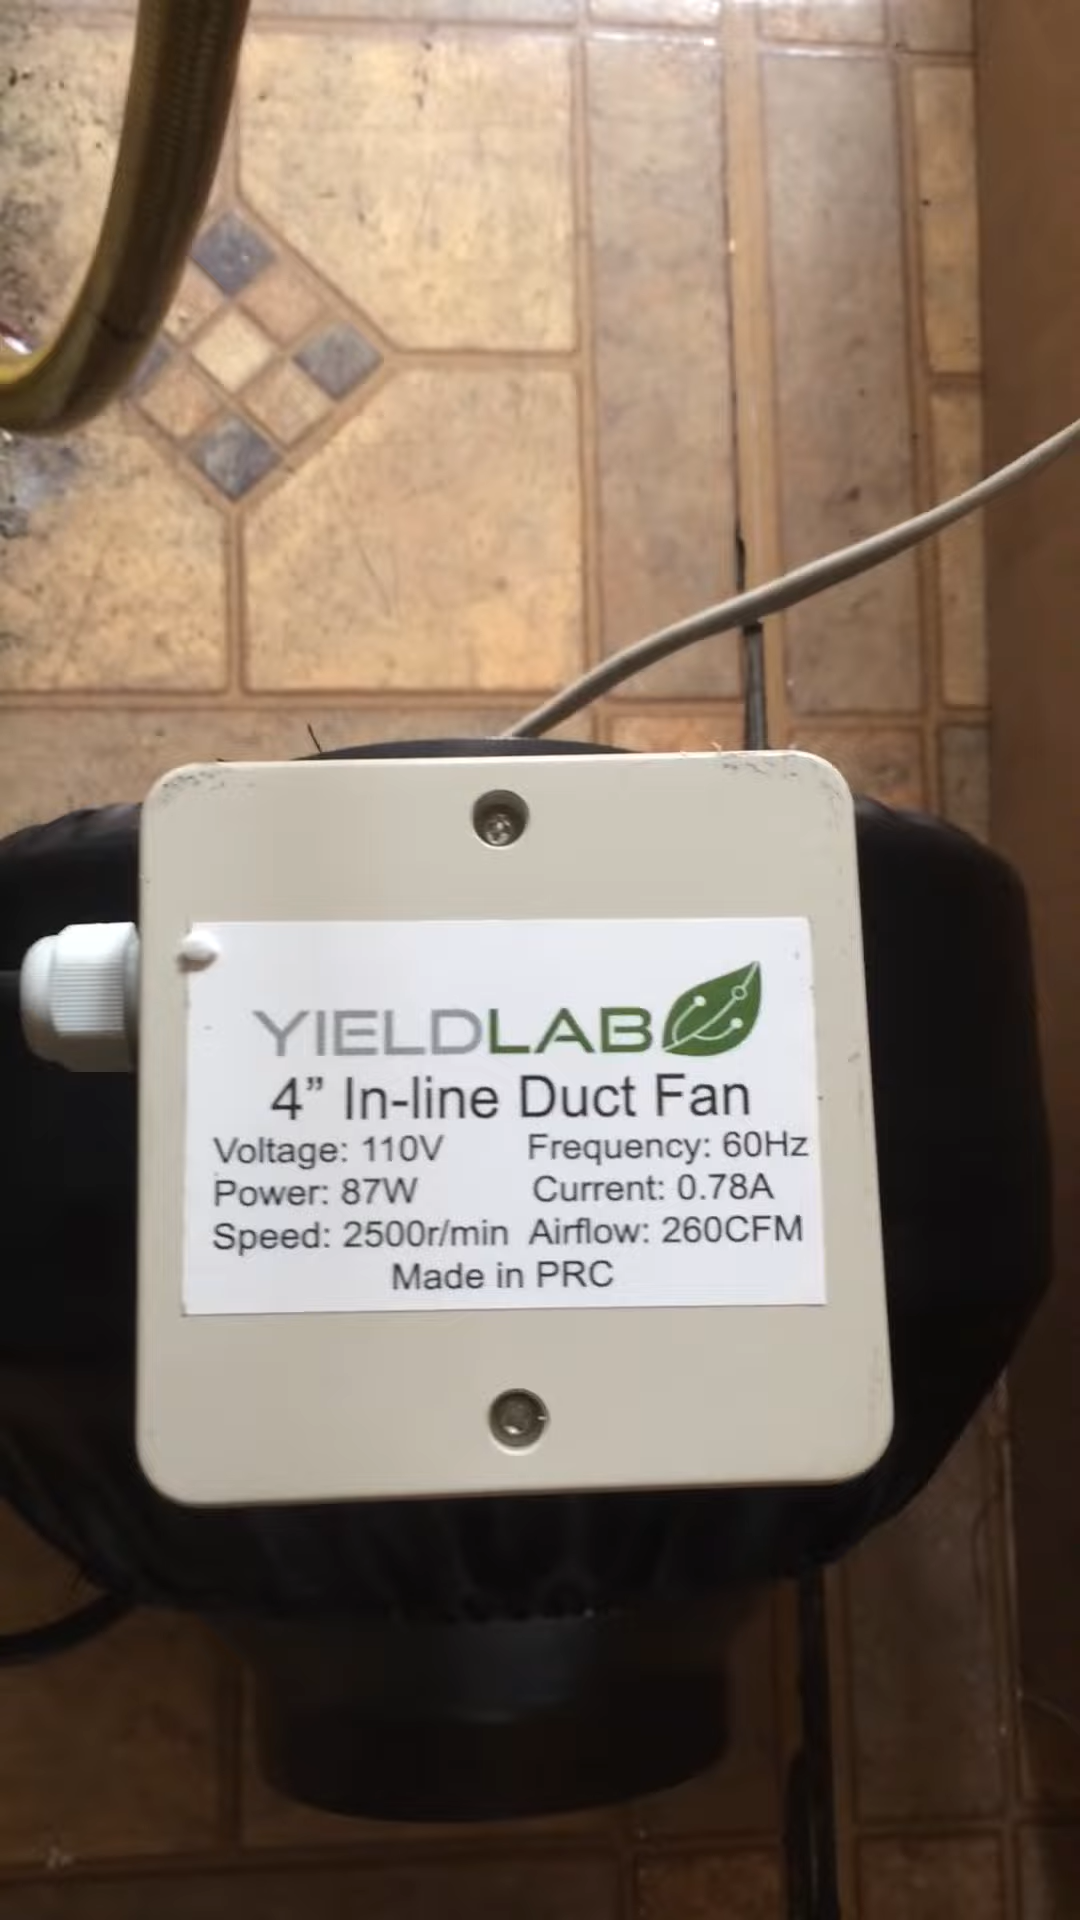 YIELDLAB
4” In-line Duct Fan
Voltage: 110V Frequency: 60Hz
Power: 87W Current: 0.78A
Speed: 2500r/min Airflow: 260CFM
Made in PRC